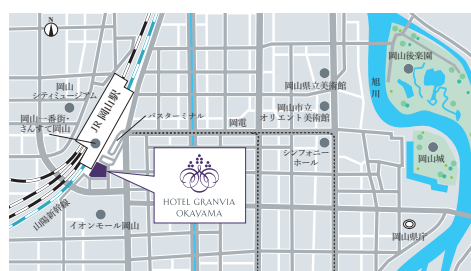 N
岡山後楽園
旭川
岡山
シティミュージアム
岡山県立美術館
JR 岡山駅
岡山市立
オリエント美術館
岡山一番街・
さんすて岡山
バスターミナル
岡電
シンフォニー
ホール
岡山城
HOTEL GRANVIA
OKAYAMA
山陽新幹線
イオンモール岡山
岡山県庁